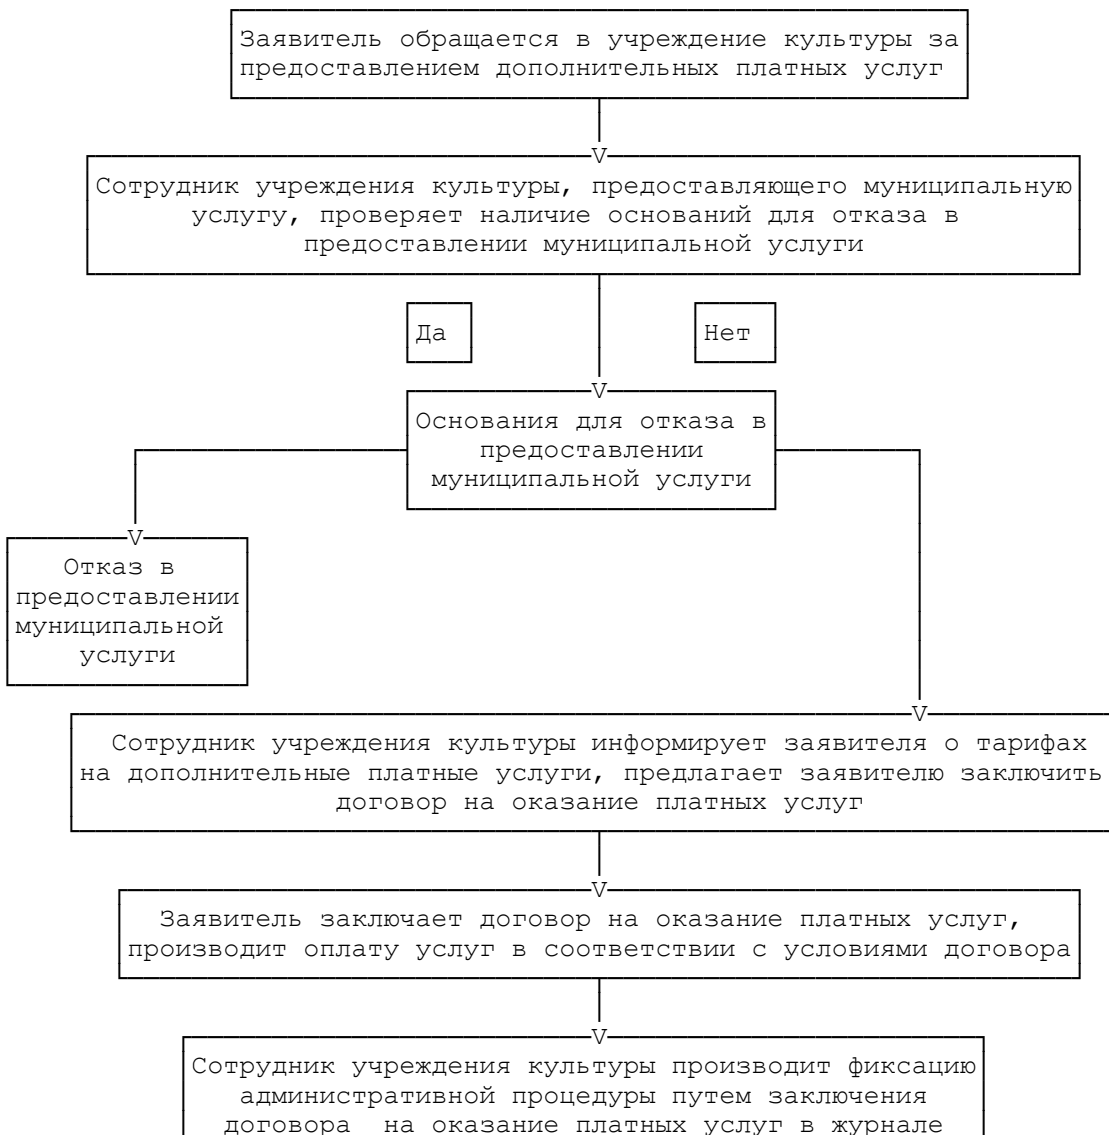 Заявитель обращается в учреждение культуры за
предоставлением дополнительных платных услуг
Сотрудник учреждения культуры, предоставляющего муниципальную
услугу, проверяет наличие оснований для отказа в
предоставлении муниципальной услуги
Да
Нет
Основания для отказа в
предоставлении
муниципальной услуги
Отказ в
предоставлении
муниципальной
услуги
Сотрудник учреждения культуры информирует заявителя о тарифах
на дополнительные платные услуги, предлагает заявителю заключить
договор на оказание платных услуг
Заявитель заключает договор на оказание платных услуг,
производит оплату услуг в соответствии с условиями договора
Сотрудник учреждения культуры производит фиксацию
административной процедуры путем заключения
договора на оказание платных услуг в журнале